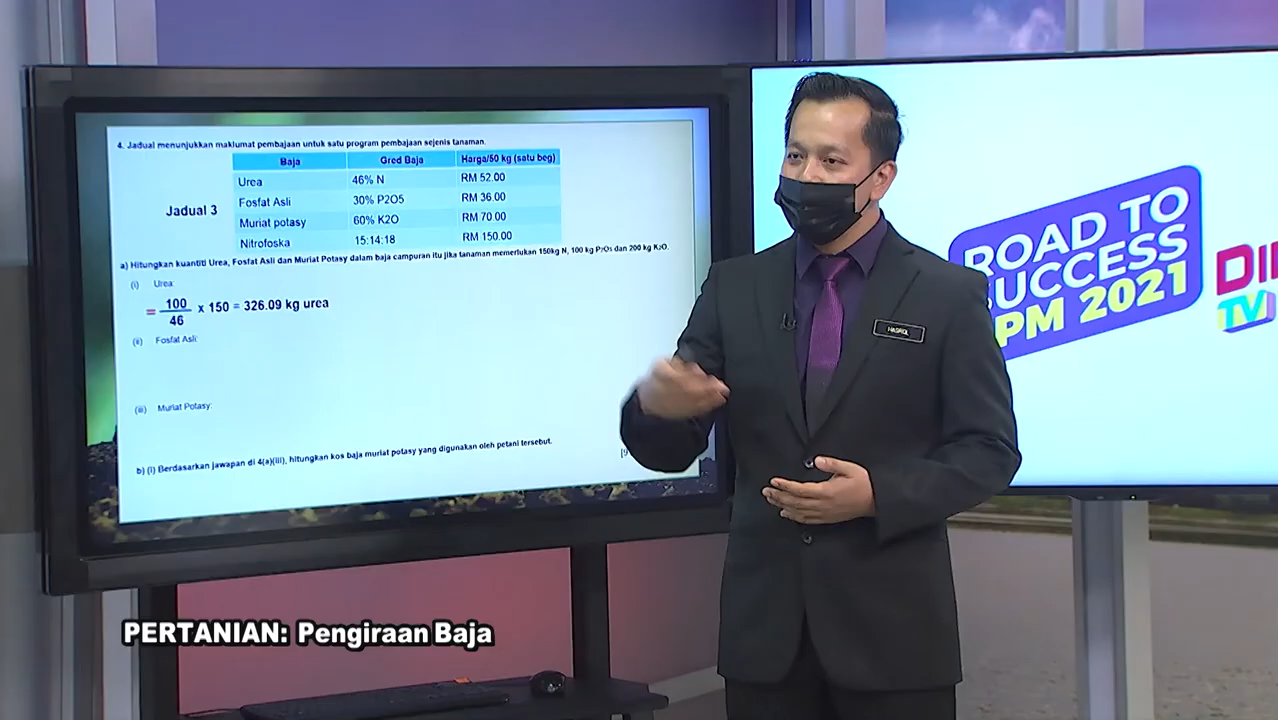 4. Jadual menunjukkan maklumat pembajaan untuk satu program pembajaan sejenis tanaman.
Jadual 3
Baja Gred Baja Harga/50 kg (satu beg)
Urea 46% N RM 52.00
Fosfat Asli 30% P2O5 RM 36.00
Muriat potasy 60% K2O RM 70.00
Nitrofoska 15:14:18 RM 150.00
a) Hitungkan kuantiti Urea, Fosfat Asli dan Muriat Potasy dalam baja campuran itu jika tanaman memerlukan 150kg N, 100 kg P2O5 dan 200 kg K2O.
(i) Urea:
= 100/46 x 150 = 326.09 kg urea
(ii) Fosfat Asli:
(iii) Muriat Potasy:
b) (i) Berdasarkan jawapan di 4(a)(iii), hitungkan kos baja muriat potasy yang digunakan oleh petani tersebut.
[9
HASROL
ROAD TO
SUCCESS
PM 2021
DI
TV
PERTANIAN: Pengiraan Baja